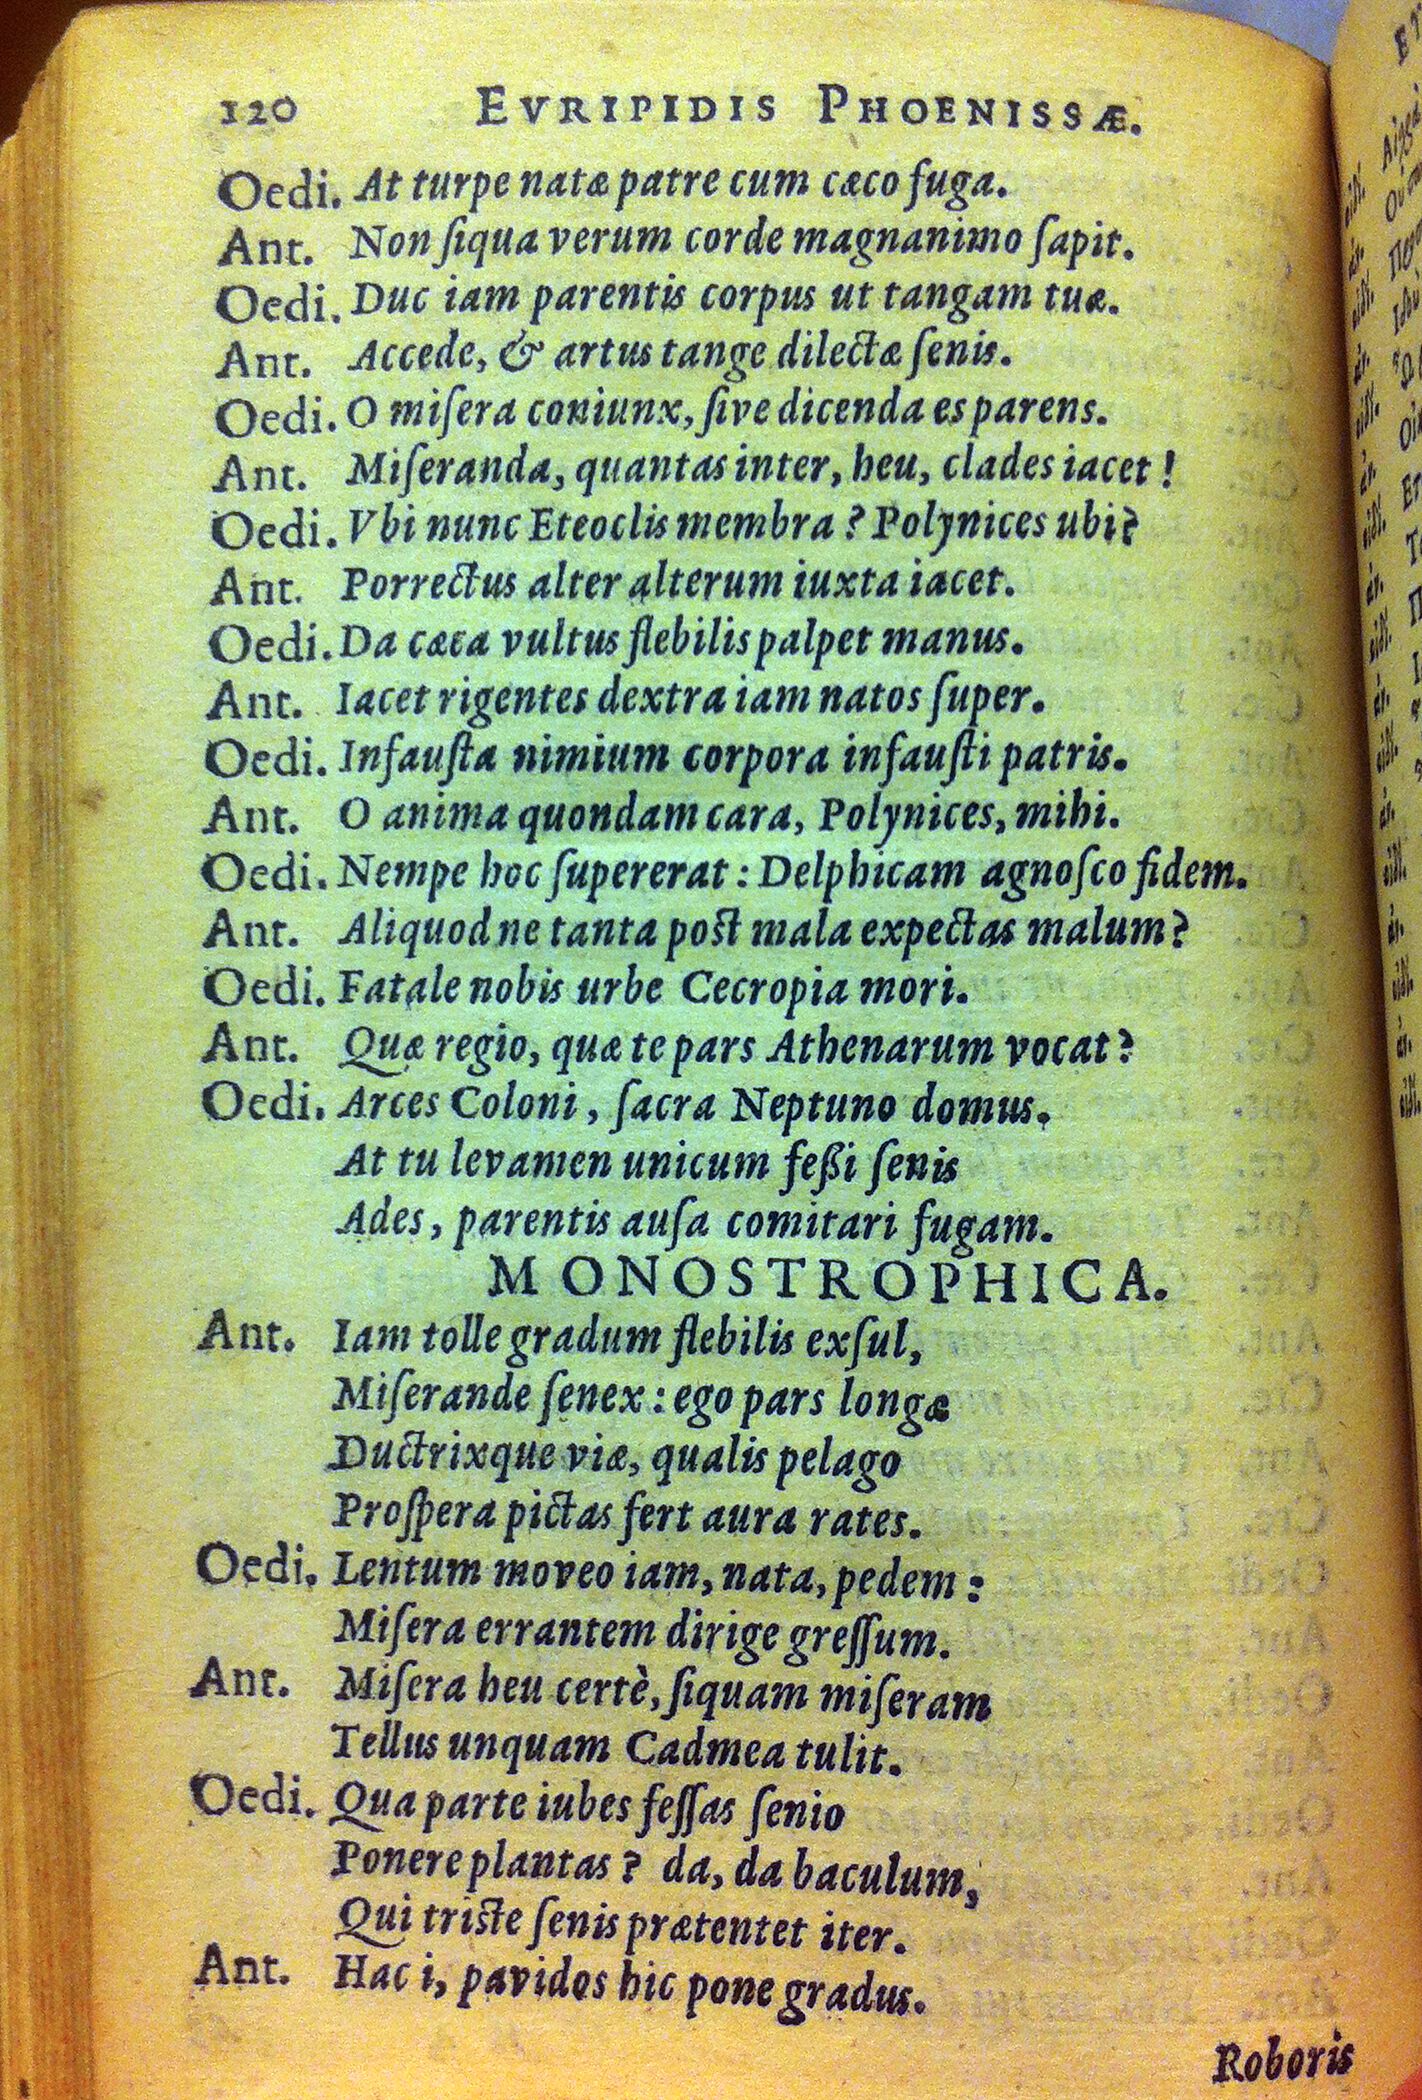 120 EVRIPIDIS PHOENISSÆ.
Oedi. At turpe natæ patre cum cæco fuga.
Ant. Non ſiqua verum corde magnanimo ſapit.
Oedi. Duc iam parentis corpus ut tangam tuæ.
Ant. Accede, & artus tange dilectæ ſenis.
Oedi. O miſera coniunx, ſive dicenda es parens.
Ant. Miſeranda, quantas inter, heu, clades iacet!
Oedi. Vbi nunc Eteoclis membra? Polynices ubi?
Ant. Porrectus alter alterum iuxta iacet.
Oedi. Da cæca vultus flebilis palpet manus.
Ant. Iacet rigentes dextra iam natos ſuper.
Oedi. Infauſta nimium corpora infauſti patris.
Ant. O anima quondam cara, Polynices, mihi.
Oedi. Nempe hoc ſupererat: Delphicam agnoſco fidem.
Ant. Aliquod ne tanta poſt mala expectas malum?
Oedi. Fatale nobis urbe Cecropia mori.
Ant. Quæ regio, quæ te pars Athenarum vocat?
Oedi. Arces Coloni, ſacra Neptuno domus.
At tu levamen unicum feßi ſenis
Ades, parentis auſa comitari fugam.
MONOSTROPHICA.
Ant. Iam tolle gradum flebilis exſul,
Miſerande ſenex: ego pars longæ
Ductrixque viæ, qualis pelago
Proſpera pictas fert aura rates.
Oedi. Lentum moveo iam, nata, pedem:
Miſera errantem dirige greſſum.
Ant. Miſera heu certè, ſiquam miſeram
Tellus unquam Cadmea tulit.
Oedi. Qua parte iubes feſſas ſenio
Ponere plantas? da, da baculum,
Qui triſte ſenis prætentet iter.
Ant. Hac i, pavidos hic pone gradus.
Roboris